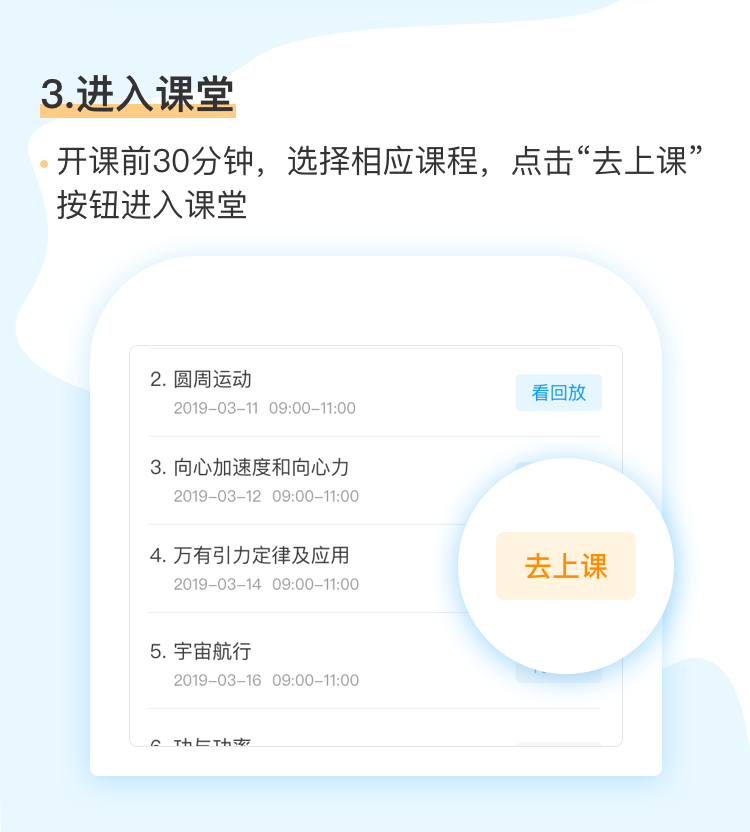 3.进入课堂
开课前30分钟，选择相应课程，点击“去上课”
按钮进入课堂
2. 圆周运动
看回放
2019-03-11 09:00-11:00
3. 向心加速度和向心力
2019-03-12 09:00-11:00
4. 万有引力定律及应用
去上课
2019-03-14 09:00-11:00
5. 宇宙航行
2019-03-16 09:00-11:00
6. 功与功率